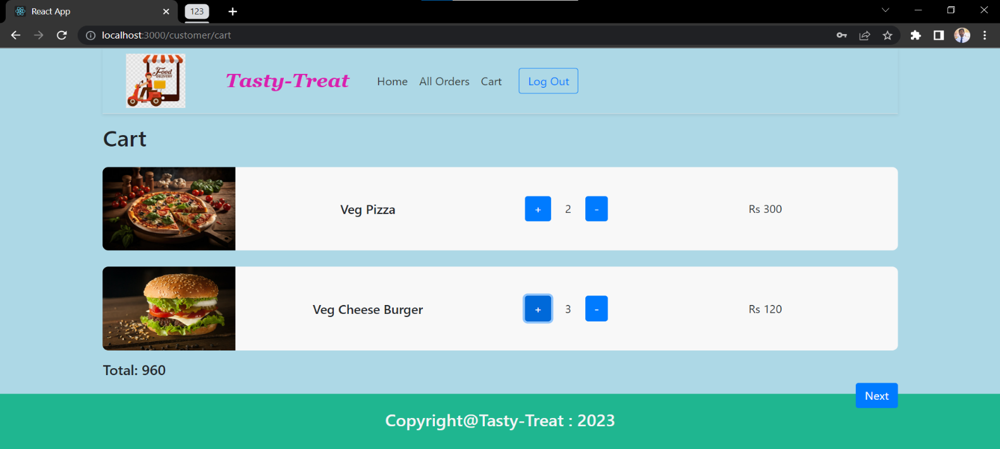 React App
123
localhost:3000/customer/cart
Food
DELIVERY
Tasty-Treat
Home
All Orders
Cart
Log Out
Cart
Veg Pizza
+
2
-
Rs 300
Veg Cheese Burger
+
3
-
Rs 120
Total: 960
Next
Copyright@Tasty-Treat : 2023